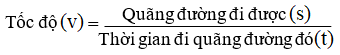 Tốc độ (v) = Quãng đường đi được (s)
Thời gian đi quãng đường đó(t)